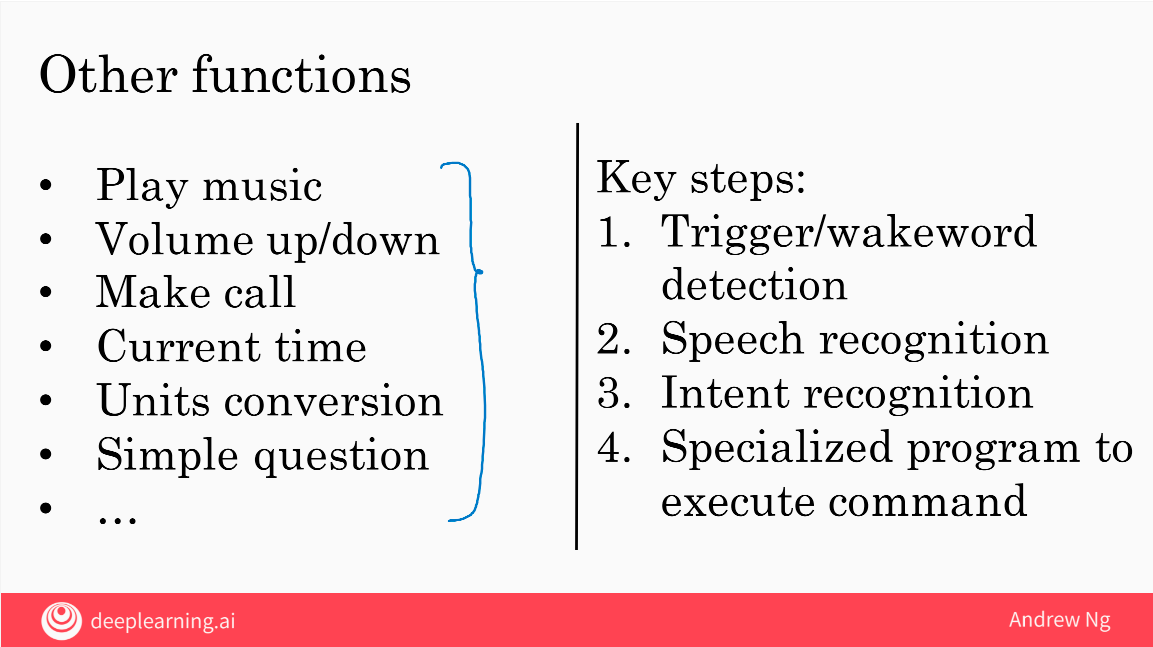 Other functions
• Play music
• Volume up/down
• Make call
• Current time
• Units conversion
• Simple question
• ...
Key steps:
1. Trigger/wakeword
detection
2. Speech recognition
3. Intent recognition
4. Specialized program to
execute command
deeplearning.ai
Andrew Ng